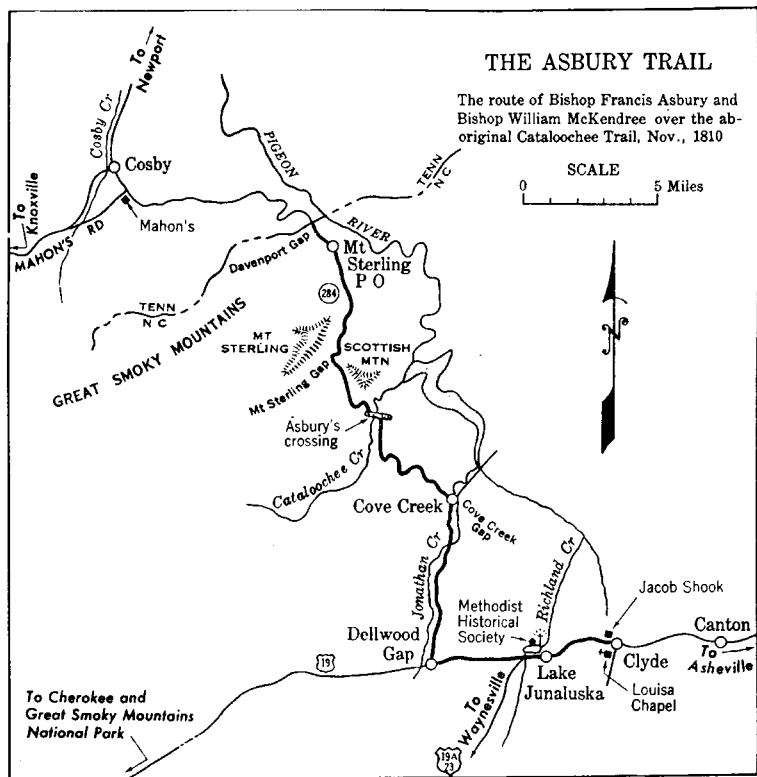 THE ASBURY TRAIL
The route of Bishop Francis Asbury and
Bishop William McKendree over the ab-
original Cataloochee Trail, Nov., 1810
SCALE
0 5 Miles
To
Newport
Cosby Cr
Cosby
PIGEON
RIVER
TENN
N C
To
Knoxville
MAHON'S RD
Mahon's
Davenport Gap
Mt
Sterling
P O
284
TENN
N C
GREAT SMOKY MOUNTAINS
MT
STERLING
SCOTTISH
MTN
Mt Sterling Gap
N
Asbury's
crossing
Cataloochee Cr
Cove Creek
Cove Creek
Gap
Jonathan Cr
Richland Cr
Methodist
Historical
Society
Jacob Shook
Canton
Dellwood
Gap
19
Lake
Junaluska
Clyde
To
Asheville
Louisa
Chapel
To
Waynesville
To Cherokee and
Great Smoky Mountains
National Park
19A
23